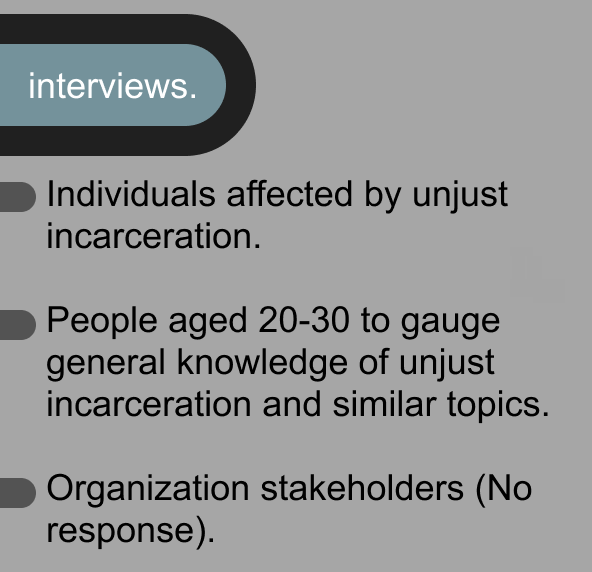 interviews.
Individuals affected by unjust
incarceration.
People aged 20-30 to gauge
general knowledge of unjust
incarceration and similar topics.
Organization stakeholders (No
response).